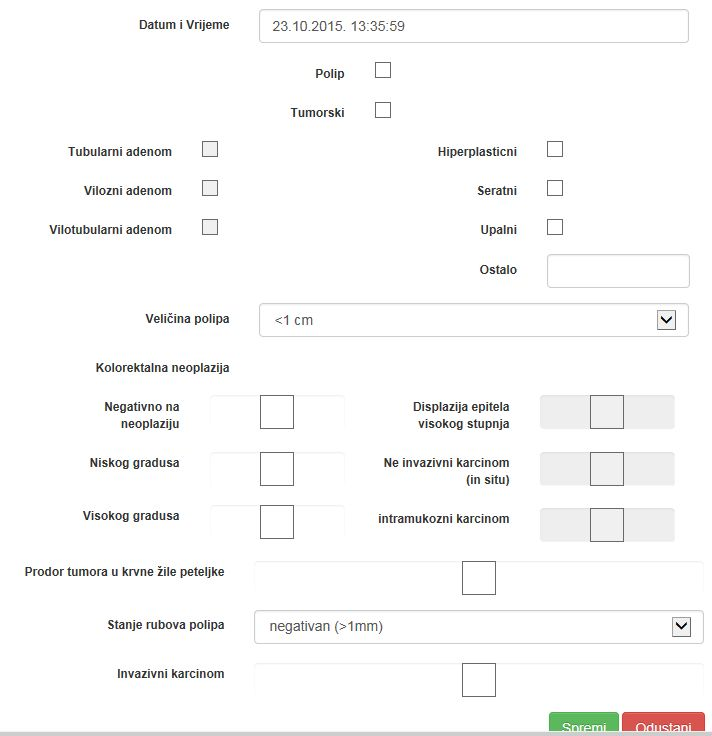 Datum i Vrijeme 23.10.2015. 13:35:59
Polip
Tumorski
Tubularni adenom Hiperplasticni
Vilozni adenom Seratni
Vilotubularni adenom Upalni
Ostalo
Veličina polipa <1 cm
Kolorektalna neoplazija
Negativno na Displazija epitela
neoplaziju visokog stupnja
Niskog gradusa Ne invazivni karcinom
(in situ)
Visokog gradusa intramukozni karcinom
Prodor tumora u krvne žile peteljke
Stanje rubova polipa negativan (>1mm)
Invazivni karcinom
Spremi Odustani